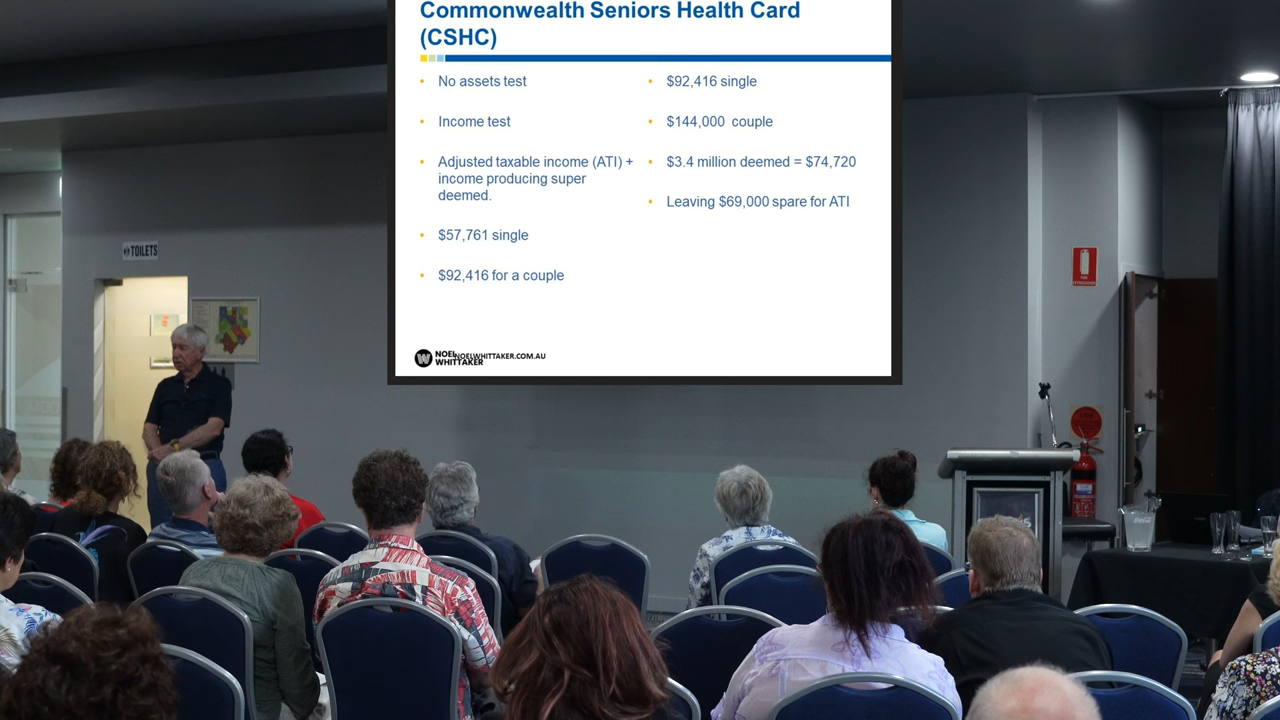 Commonwealth Seniors Health Card
(CSHC)
No assets test
Income test
Adjusted taxable income (ATI) +
income producing super
deemed.
$57,761 single
$92,416 for a couple
$92,416 single
$144,000 couple
$3.4 million deemed = $74,720
Leaving $69,000 spare for ATI
W
NOEL
WHITTAKER
NOELWHITTAKER.COM.AU
TOILETS